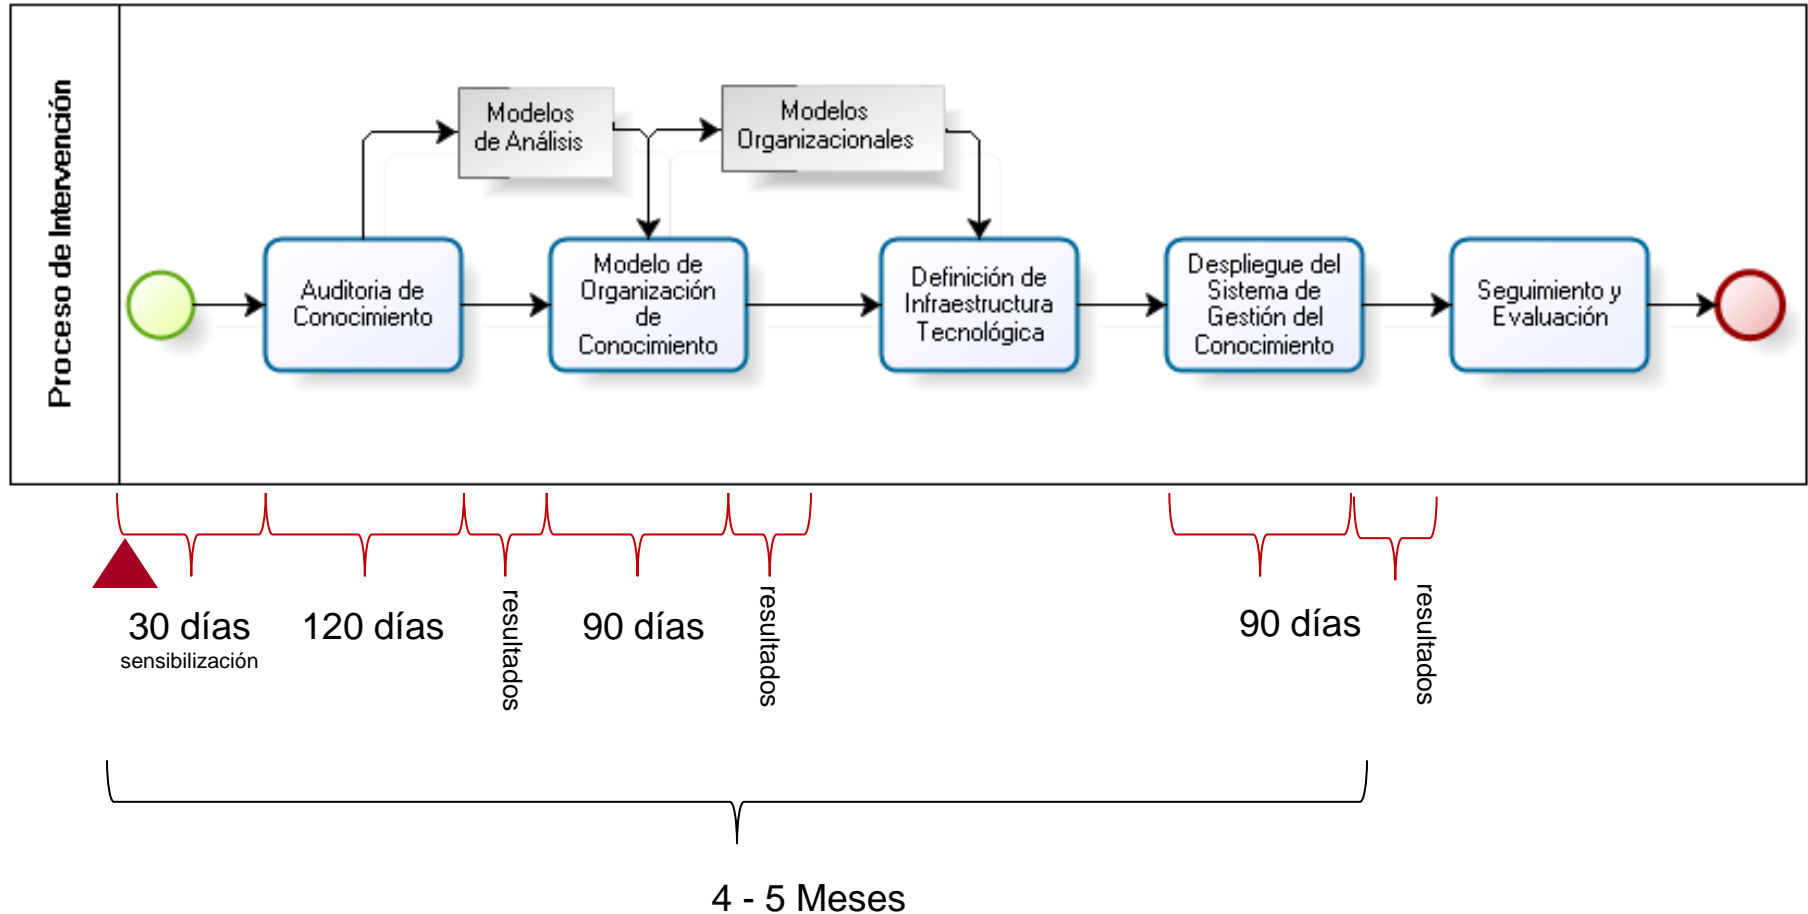 Proceso de Intervención
Modelos
de Análisis
Modelos
Organizacionales
Auditoria de
Conocimiento
Modelo de
Organización
de
Conocimiento
Definición de
Infraestructura
Tecnológica
Despliegue del
Sistema de
Gestión del
Conocimiento
Seguimiento y
Evaluación
30 días
sensibilización
120 días
resultados
90 días
resultados
90 días
resultados
4 - 5 Meses